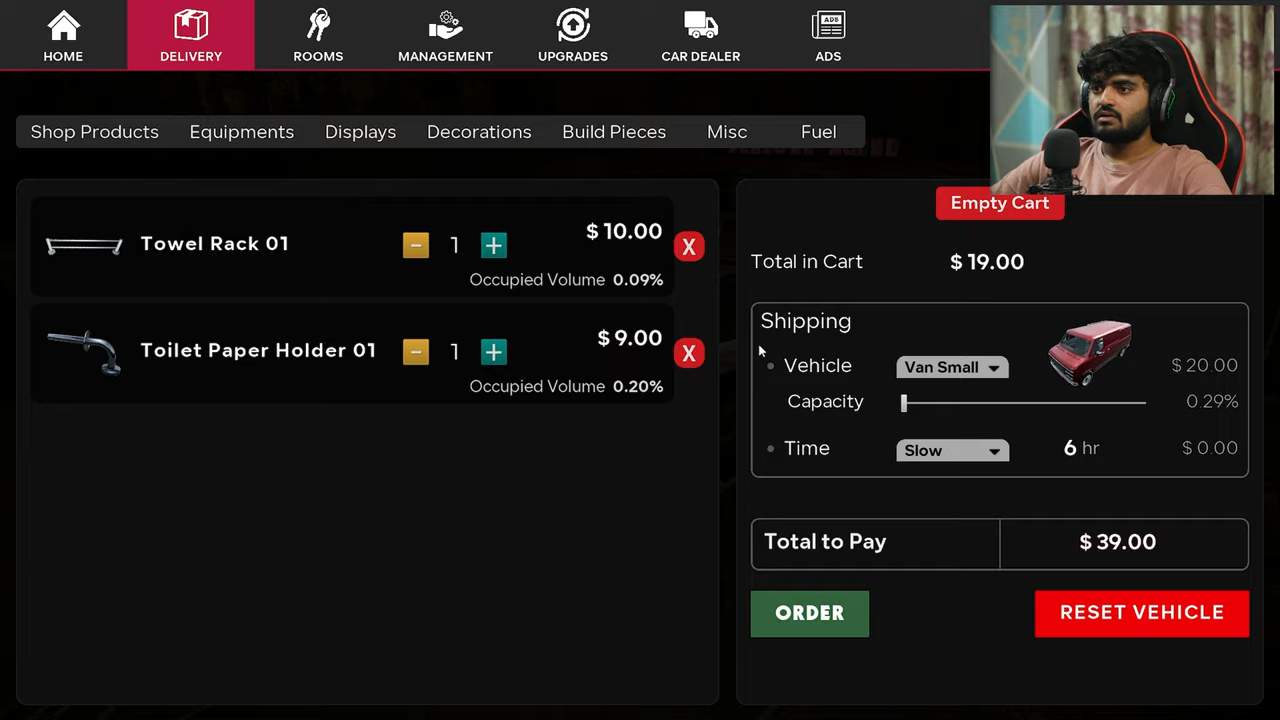 HOME
DELIVERY
ROOMS
MANAGEMENT
UPGRADES
CAR DEALER
ADS
ADS
Shop Products
Equipments
Displays
Decorations
Build Pieces
Misc
Fuel
Towel Rack 01
− 1 +
$ 10.00
X
Occupied Volume 0.09%
Toilet Paper Holder 01
− 1 +
$ 9.00
X
Occupied Volume 0.20%
Empty Cart
Total in Cart $ 19.00
Shipping
Vehicle Van Small $ 20.00
Capacity 0.29%
Time Slow 6 hr $ 0.00
Total to Pay $ 39.00
ORDER
RESET VEHICLE